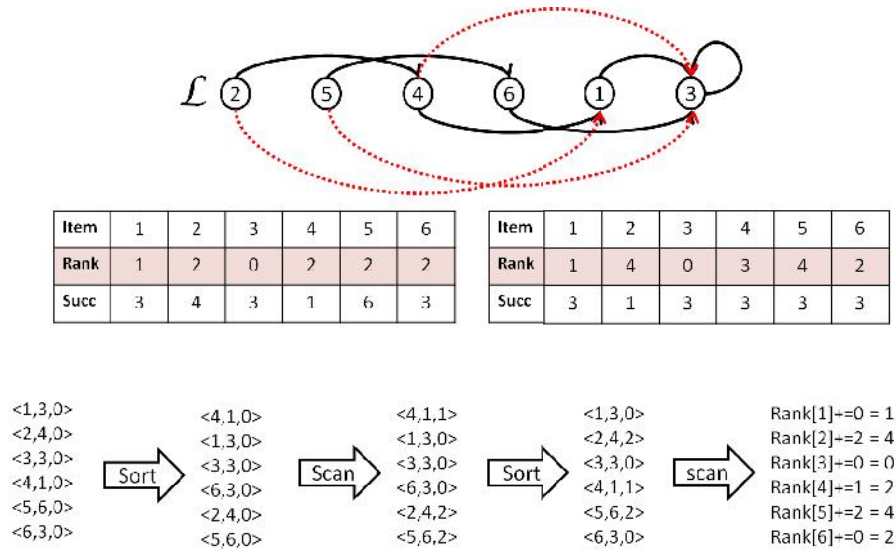 ℒ 2 5 4 6 1 3
Item 1 2 3 4 5 6
Rank 1 2 0 2 2 2
Succ 3 4 3 1 6 3
Item 1 2 3 4 5 6
Rank 1 4 0 3 4 2
Succ 3 1 3 3 3 3
<1,3,0>
<2,4,0>
<3,3,0>
<4,1,0>
<5,6,0>
<6,3,0>
Sort
<4,1,0>
<1,3,0>
<3,3,0>
<6,3,0>
<2,4,0>
<5,6,0>
Scan
<4,1,1>
<1,3,0>
<3,3,0>
<6,3,0>
<2,4,2>
<5,6,2>
Sort
<1,3,0>
<2,4,2>
<3,3,0>
<4,1,1>
<5,6,2>
<6,3,0>
scan
Rank[1]+=0 = 1
Rank[2]+=2 = 4
Rank[3]+=0 = 0
Rank[4]+=1 = 2
Rank[5]+=2 = 4
Rank[6]+=0 = 2